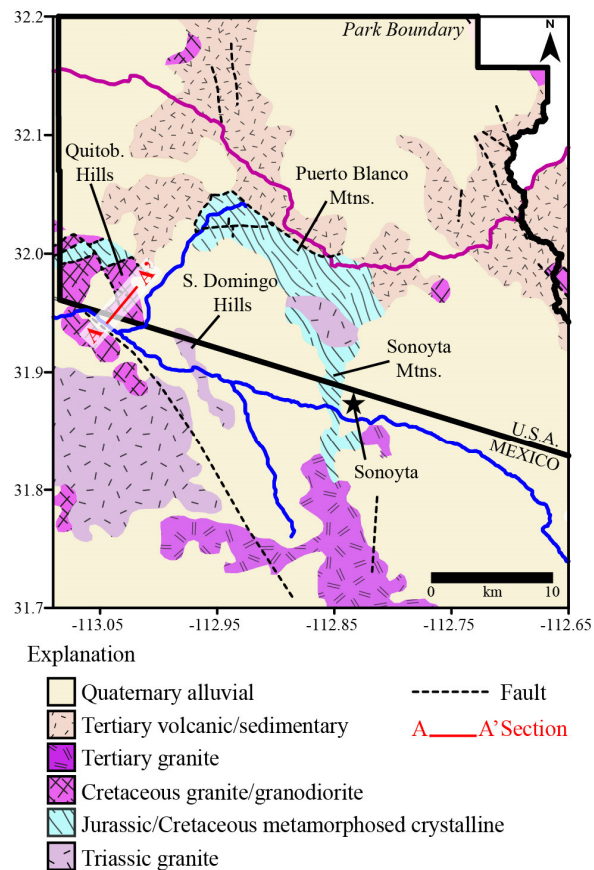 32.2
Park Boundary
N
32.1
Quitob.
Hills
Puerto Blanco
Mtns.
32.0
A'
S. Domingo
Hills
A
Sonoyta
Mtns.
31.9
U.S.A.
MEXICO
Sonoyta
31.8
0 km 10
31.7
-113.05 -112.95 -112.85 -112.75 -112.65
Explanation
Quaternary alluvial
Tertiary volcanic/sedimentary
Tertiary granite
Cretaceous granite/granodiorite
Jurassic/Cretaceous metamorphosed crystalline
Triassic granite
Fault
A A' Section